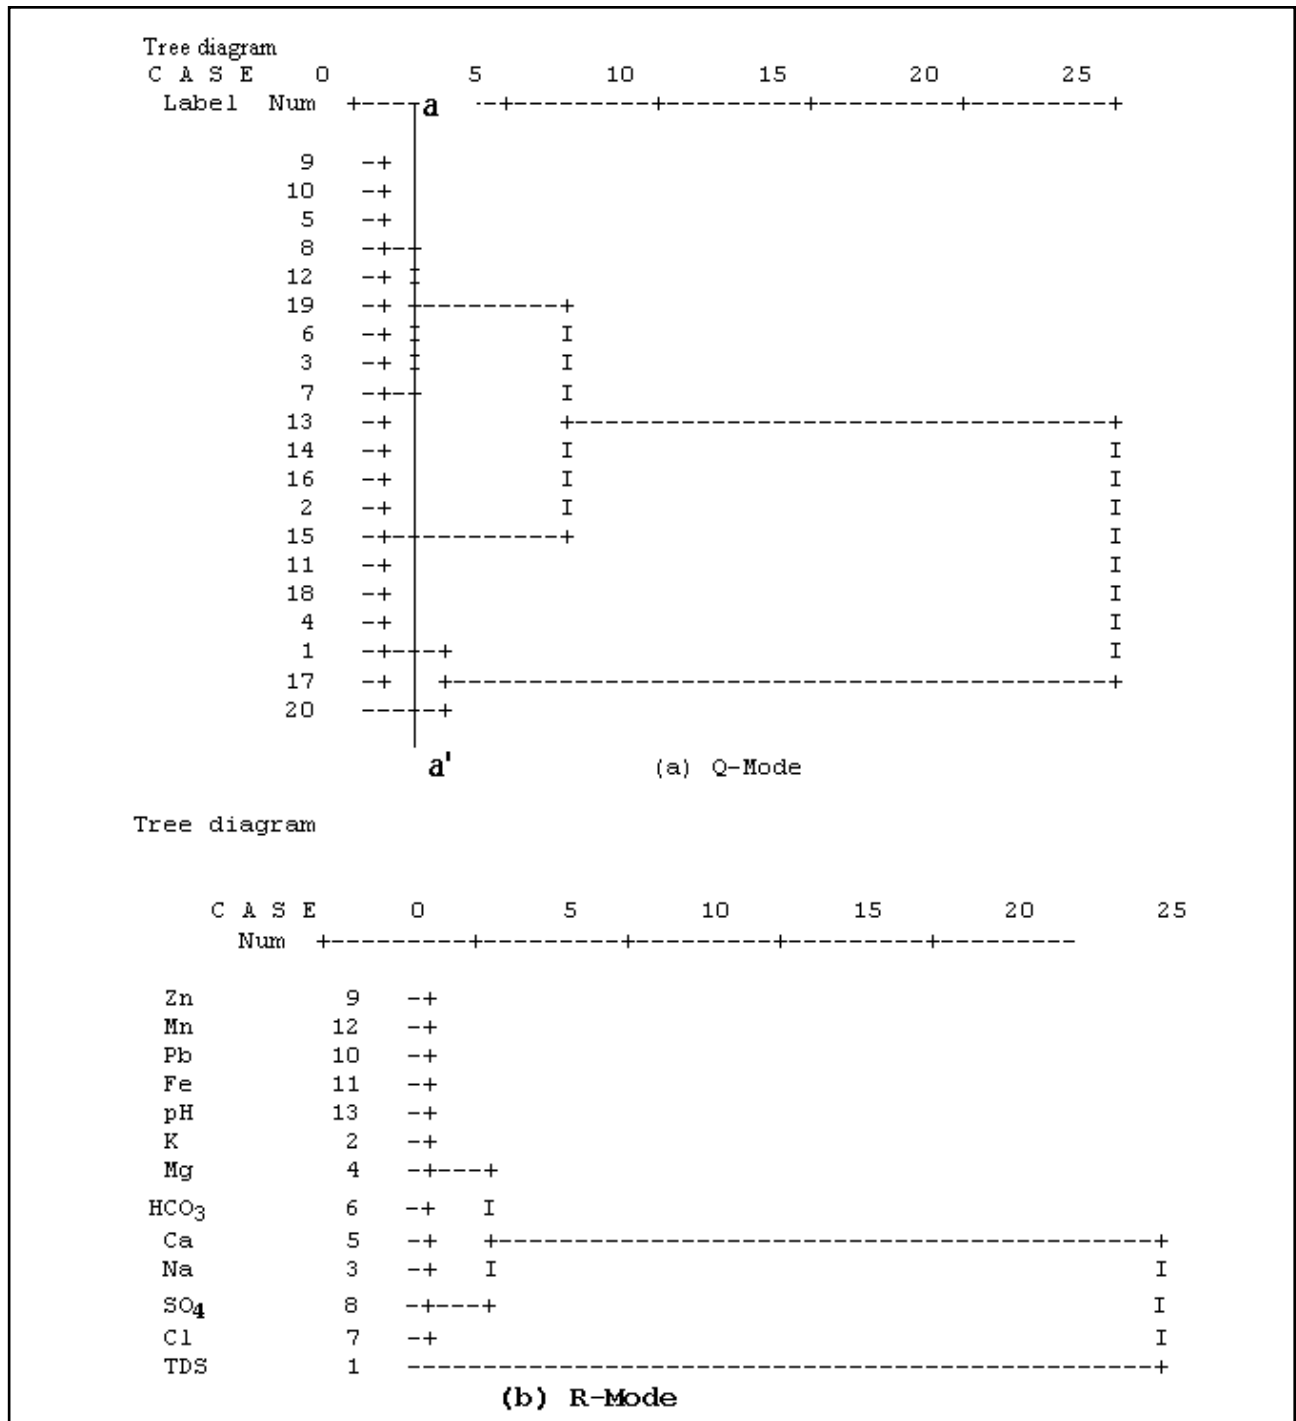 Tree diagram
C A S E 0 5 10 15 20 25
Label Num +----a --+---------+---------+---------+---------+
9 -+
10 -+
5 -+
8 -+--
12 -+ I
19 -+ ----------+
6 -+ I I
3 -+ I I
7 -+-- I
13 -+ +-----------------------------------+
14 -+ I I
16 -+ I I
2 -+ I I
15 -+-----------+ I
11 -+ I
18 -+ I
4 -+ I
1 -+---+ I
17 -+ +-------------------------------------------+
20 -----+
a' (a) Q-Mode
Tree diagram
C A S E 0 5 10 15 20 25
Num +---------+---------+---------+---------+---------
Zn 9 -+
Mn 12 -+
Pb 10 -+
Fe 11 -+
pH 13 -+
K 2 -+
Mg 4 -+---+
HCO3 6 -+ I
Ca 5 -+ +-------------------------------------------+
Na 3 -+ I I
SO4 8 -+---+ I
Cl 7 -+ I
TDS 1 -------------------------------------------------+
(b) R-Mode